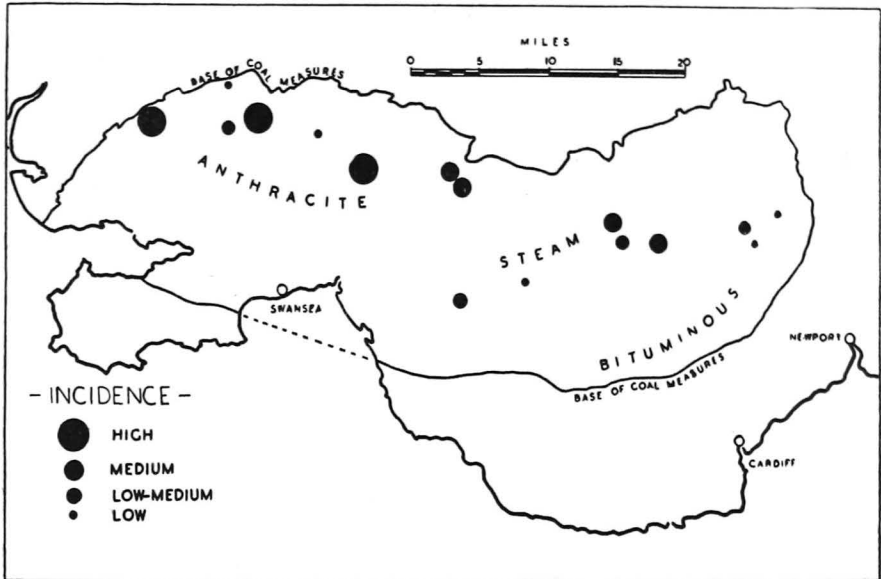 MILES
0 5 10 15 20
BASE OF COAL MEASURES
ANTHRACITE
STEAM
SWANSEA
BITUMINOUS
NEWPORT
BASE OF COAL MEASURES
- INCIDENCE -
HIGH
MEDIUM
LOW-MEDIUM
LOW
CARDIFF